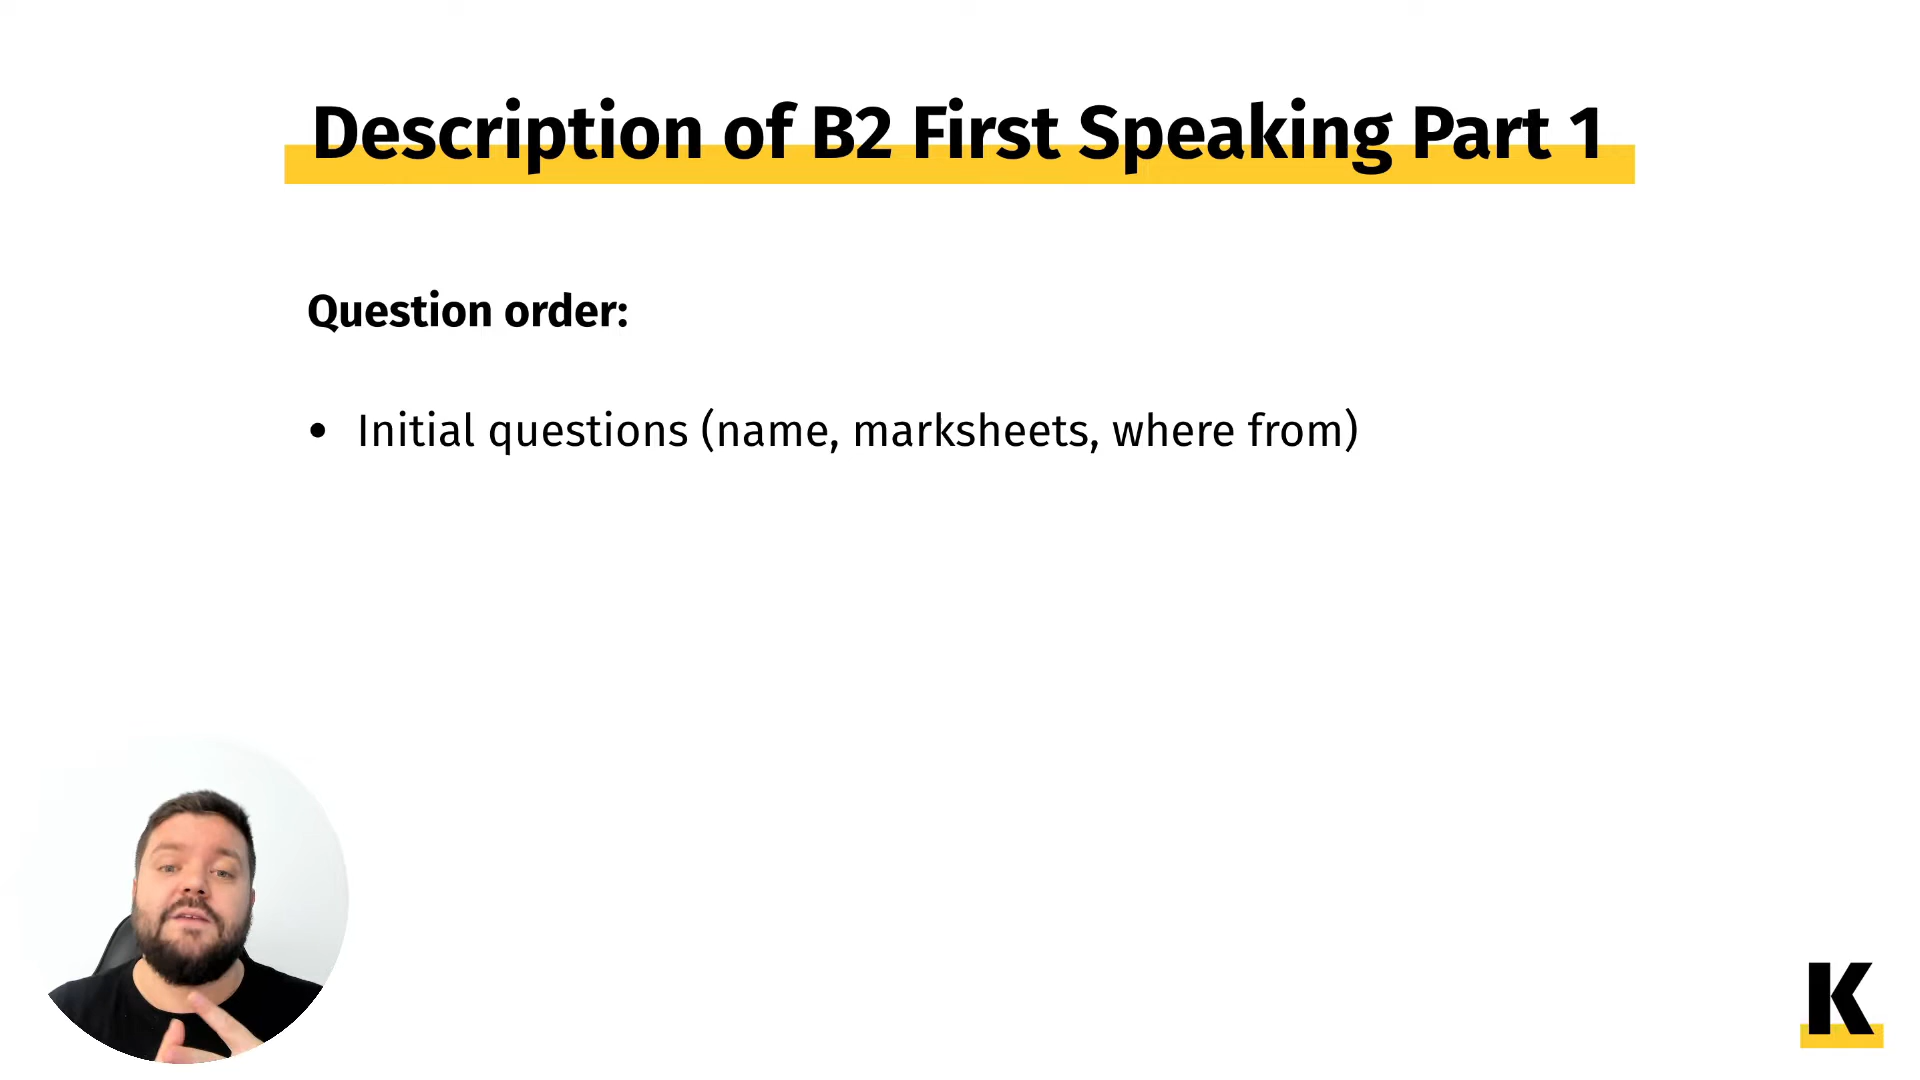 Description of B2 First Speaking Part 1
Question order:
• Initial questions (name, marksheets, where from)
K